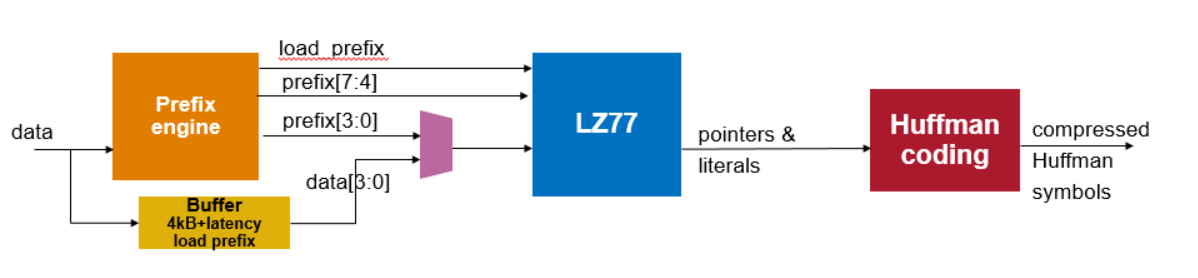 load_prefix
prefix[7:4]
Prefix
engine
prefix[3:0]
data
data[3:0]
Buffer
4kB+latency
load prefix
LZ77
pointers &
literals
Huffman
coding
compressed
Huffman
symbols